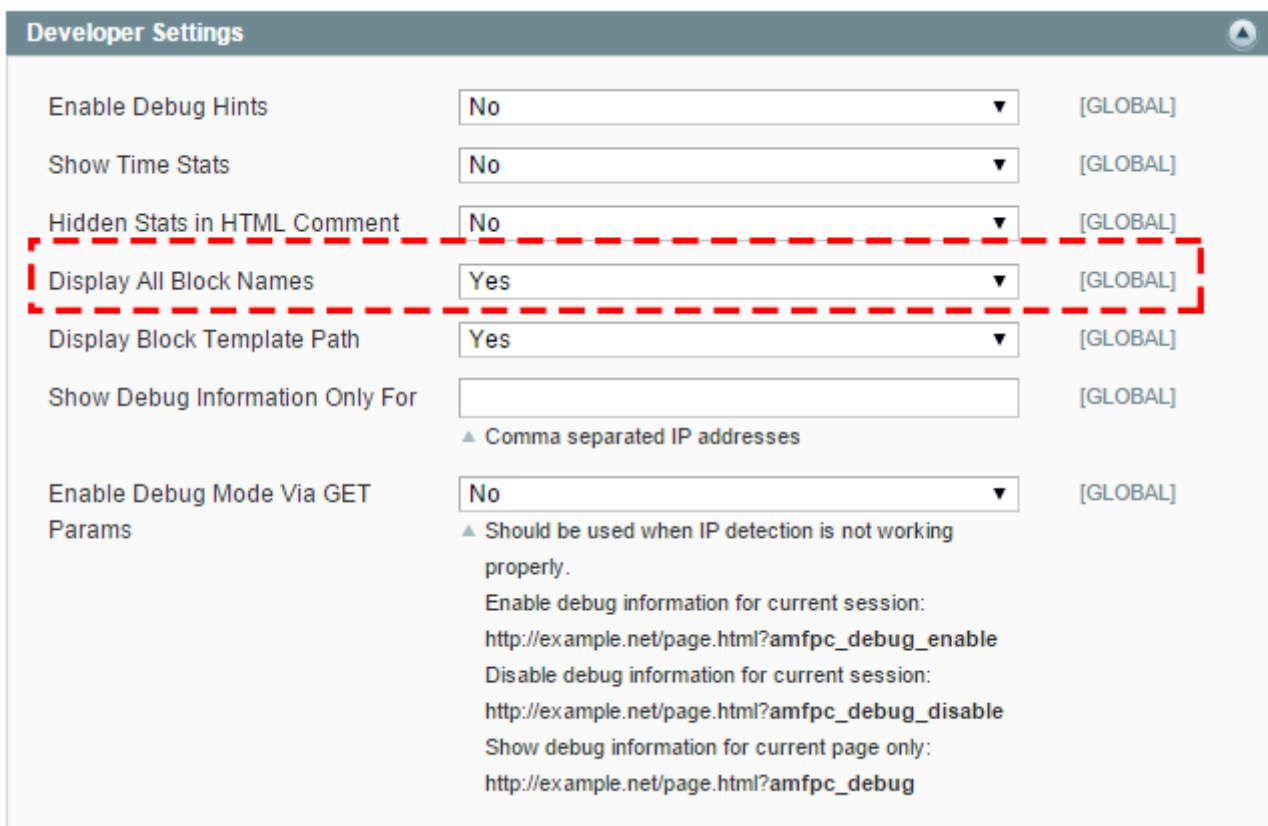 Developer Settings
Enable Debug Hints No [GLOBAL]
Show Time Stats No [GLOBAL]
Hidden Stats in HTML Comment No [GLOBAL]
Display All Block Names Yes [GLOBAL]
Display Block Template Path Yes [GLOBAL]
Show Debug Information Only For [GLOBAL]
Comma separated IP addresses
Enable Debug Mode Via GET No [GLOBAL]
Params
Should be used when IP detection is not working
properly.
Enable debug information for current session:
http://example.net/page.html?amfpc_debug_enable
Disable debug information for current session:
http://example.net/page.html?amfpc_debug_disable
Show debug information for current page only:
http://example.net/page.html?amfpc_debug